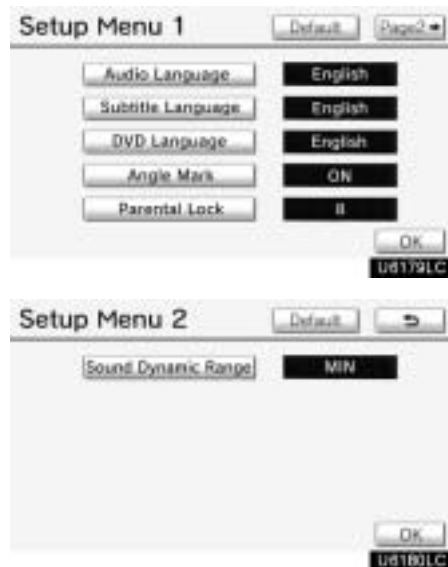 Setup Menu 1 Default Page2
Audio Language English
Subtitle Language English
DVD Language English
Angle Mark ON
Parental Lock 8
OK
U6179LC
Setup Menu 2 Default
Sound Dynamic Range MIN
OK
U6180LC